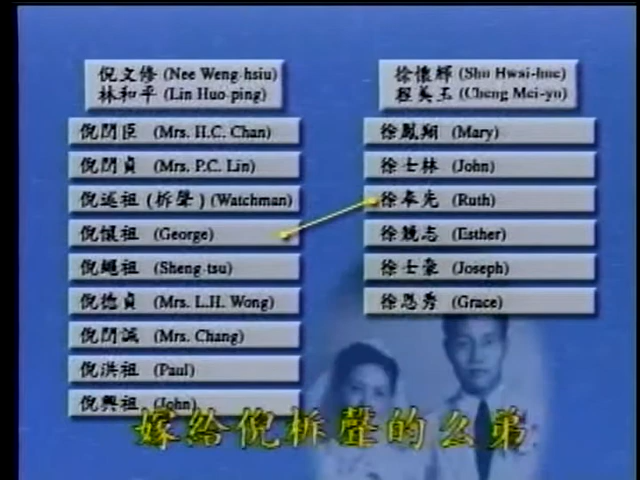 倪文修 (Nee Weng-hsiu)
林和平 (Lin Huo-ping)
倪閨臣 (Mrs. H.C. Chan)
倪閨貞 (Mrs. P.C. Lin)
倪述祖 (柝聲) (Watchman)
倪懷祖 (George)
倪繩祖 (Sheng-tsu)
倪德貞 (Mrs. L.H. Wong)
倪閨誠 (Mrs. Chang)
倪洪祖 (Paul)
倪興祖 (John)
徐懷輝 (Shu Hwai-hue)
程美玉 (Cheng Mei-yu)
徐鳳翔 (Mary)
徐士林 (John)
徐奉先 (Ruth)
徐競志 (Esther)
徐士豪 (Joseph)
徐恩秀 (Grace)
嫁給倪柝聲的么弟